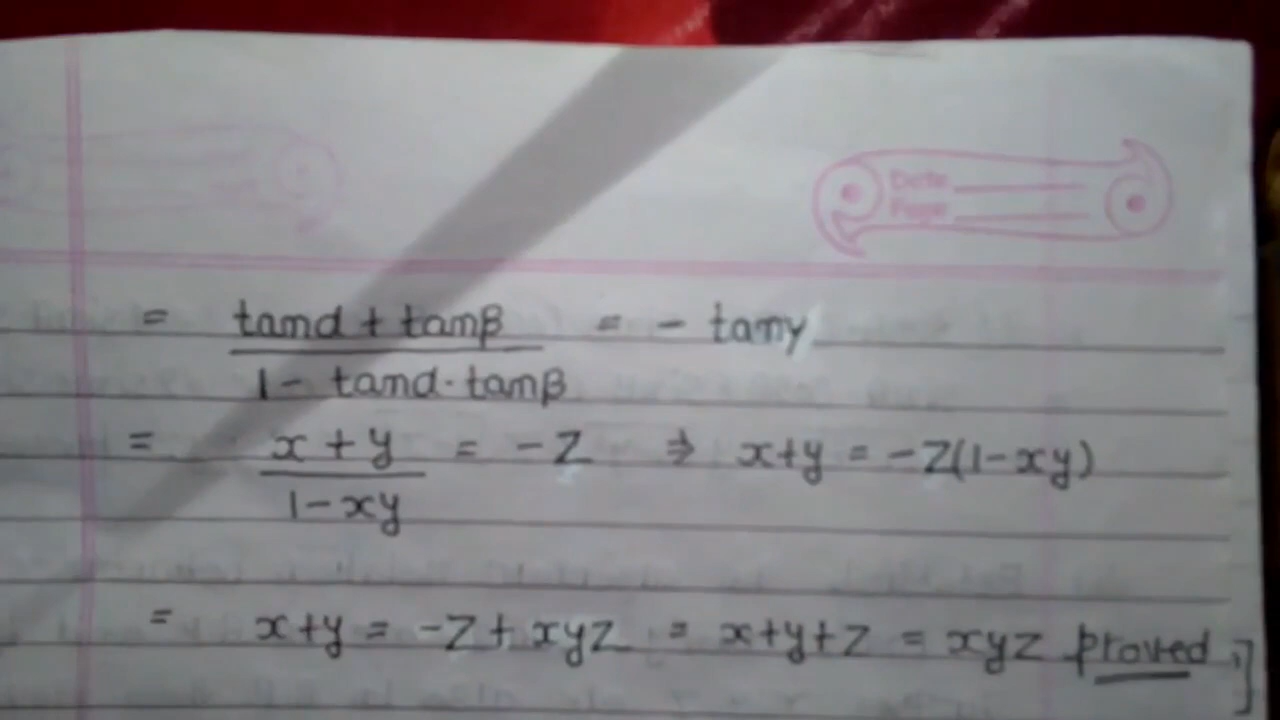 Date
Page
= tanα + tanβ = - tanγ
1 - tanα · tanβ
= x + y = -Z ⇒ x+y = -Z(1-xy)
1-xy
= x+y = -Z + xyz = x+y+z = xyz proved.]